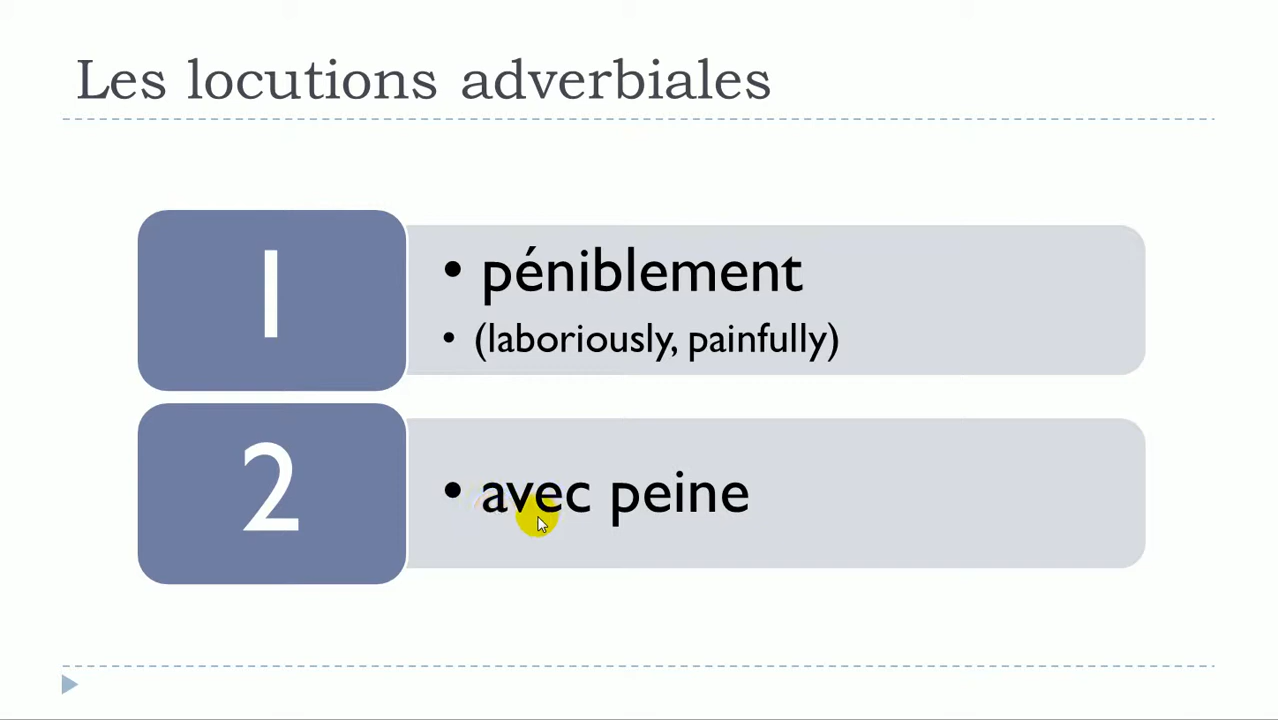 Les locutions adverbiales
1
• péniblement
• (laboriously, painfully)
2
• avec peine